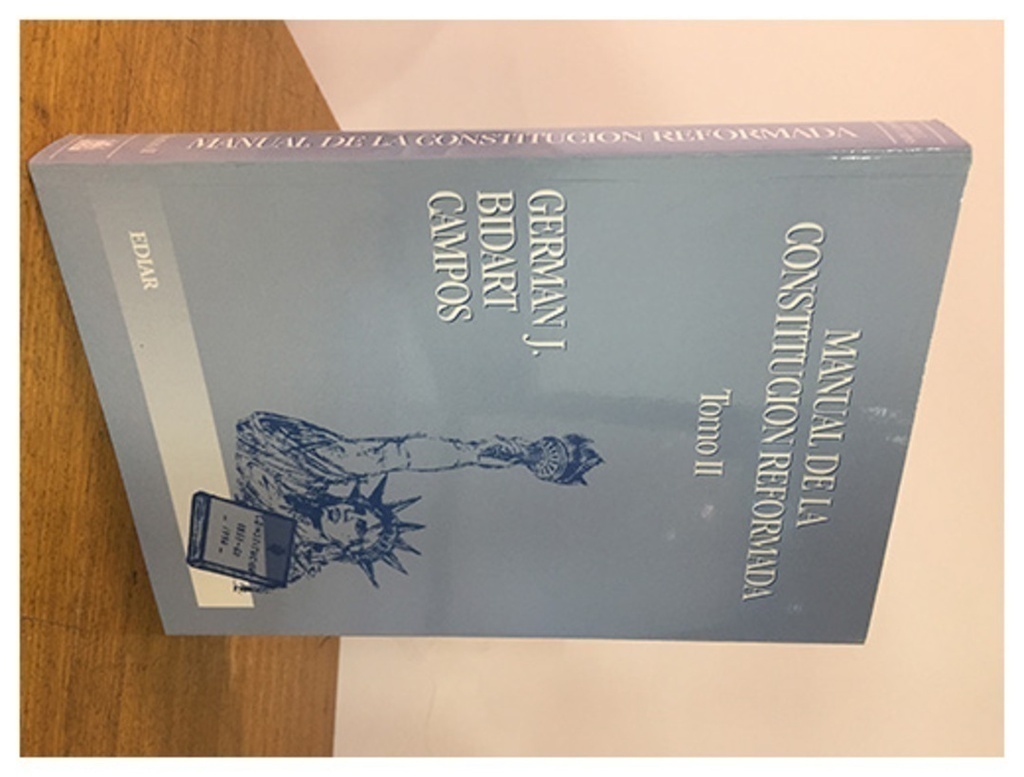 MANUAL DE LA
CONSTITUCION REFORMADA
Tomo II
GERMAN J.
BIDART
CAMPOS
EDIAR
MANUAL DE LA CONSTITUCION REFORMADA